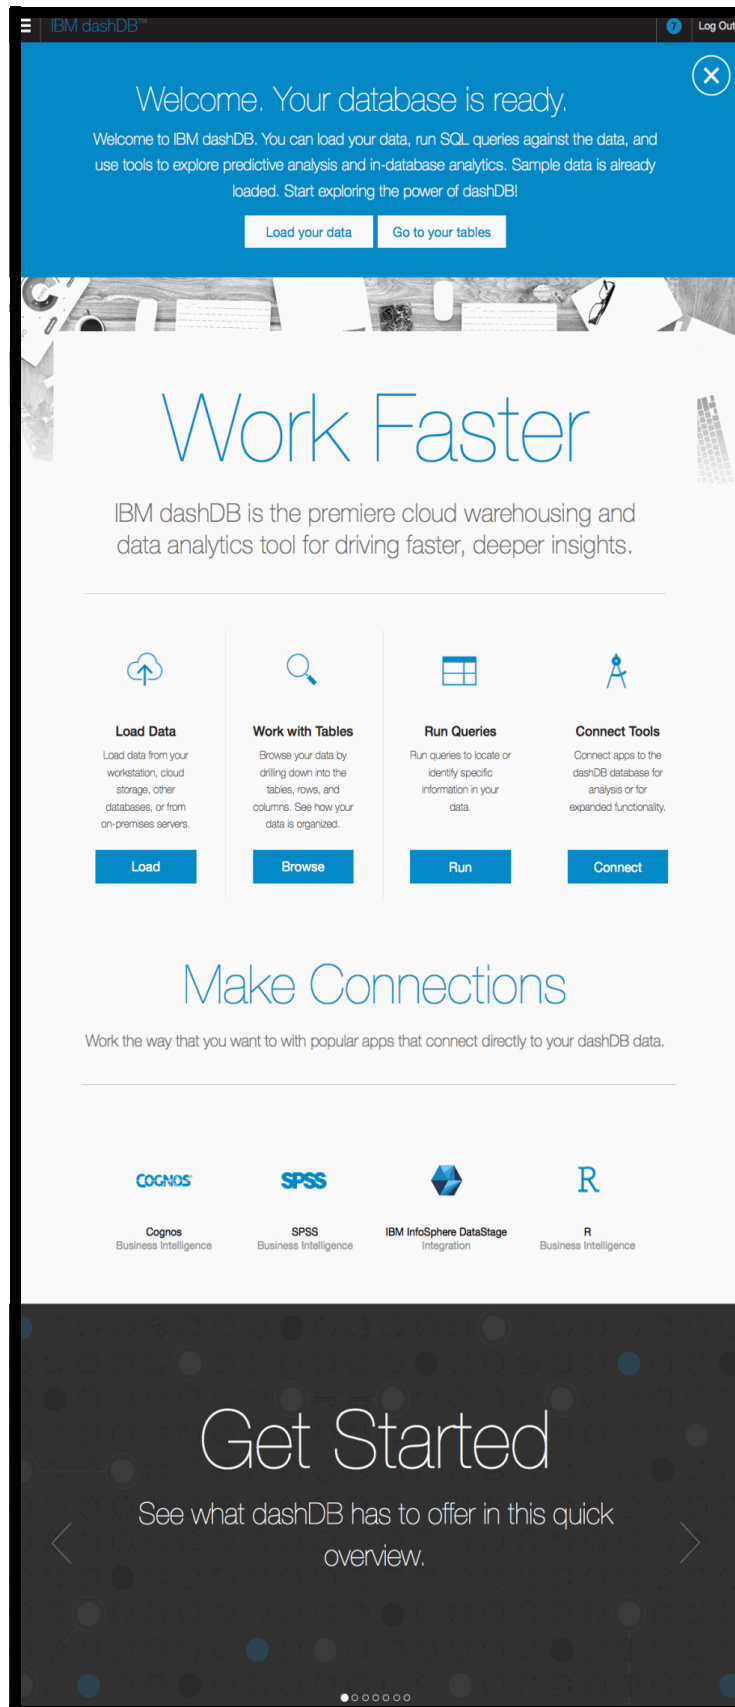 IBM dashDB™
7
Log Out
Welcome. Your database is ready.
Welcome to IBM dashDB. You can load your data, run SQL queries against the data, and
use tools to explore predictive analysis and in-database analytics. Sample data is already
loaded. Start exploring the power of dashDB!
Load your data
Go to your tables
Work Faster
IBM dashDB is the premiere cloud warehousing and
data analytics tool for driving faster, deeper insights.
Load Data
Load data from your
workstation, cloud
storage, other
databases, or from
on-premises servers.
Load
Work with Tables
Browse your data by
drilling down into the
tables, rows, and
columns. See how your
data is organized.
Browse
Run Queries
Run queries to locate or
identify specific
information in your
data.
Run
Connect Tools
Connect apps to the
dashDB database for
analysis or for
expanded functionality.
Connect
Make Connections
Work the way that you want to with popular apps that connect directly to your dashDB data.
COGNOS
Cognos
Business Intelligence
SPSS
SPSS
Business Intelligence
IBM InfoSphere DataStage
Integration
R
R
Business Intelligence
Get Started
See what dashDB has to offer in this quick
overview.